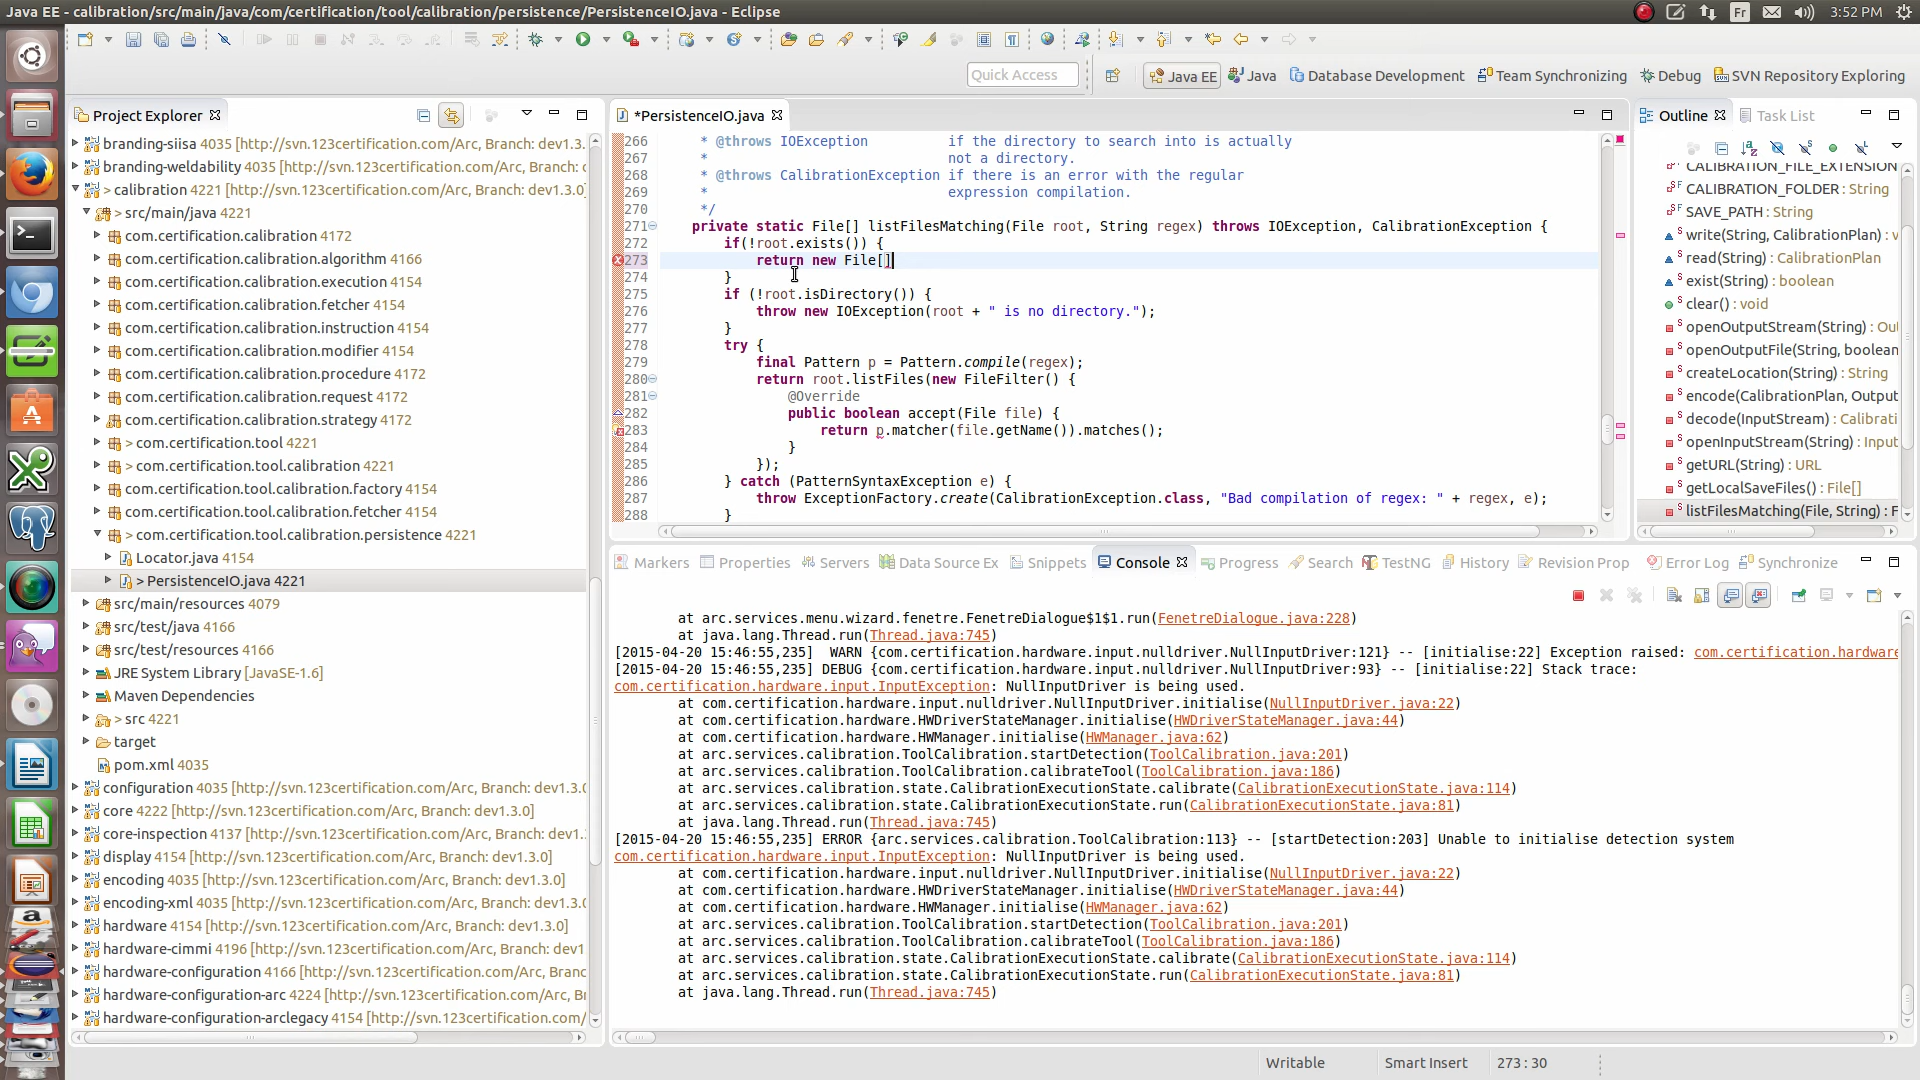 Java EE - calibration/src/main/java/com/certification/tool/calibration/persistence/PersistenceIO.java - Eclipse
Fr
3:52 PM
Quick Access
Java EE
Java
Database Development
Team Synchronizing
Debug
SVN Repository Exploring
Project Explorer
branding-siisa 4035 [http://svn.123certification.com/Arc, Branch: dev1.3.
branding-weldability 4035 [http://svn.123certification.com/Arc, Branch:
> calibration 4221 [http://svn.123certification.com/Arc, Branch: dev1.3.0]
> src/main/java 4221
com.certification.calibration 4172
com.certification.calibration.algorithm 4166
com.certification.calibration.execution 4154
com.certification.calibration.fetcher 4154
com.certification.calibration.instruction 4154
com.certification.calibration.modifier 4154
com.certification.calibration.procedure 4172
com.certification.calibration.request 4172
com.certification.calibration.strategy 4172
> com.certification.tool 4221
> com.certification.tool.calibration 4221
com.certification.tool.calibration.factory 4154
com.certification.tool.calibration.fetcher 4154
> com.certification.tool.calibration.persistence 4221
Locator.java 4154
> PersistenceIO.java 4221
src/main/resources 4079
src/test/java 4166
src/test/resources 4166
JRE System Library [JavaSE-1.6]
Maven Dependencies
> src 4221
target
pom.xml 4035
configuration 4035 [http://svn.123certification.com/Arc, Branch: dev1.3.0
core 4222 [http://svn.123certification.com/Arc, Branch: dev1.3.0]
core-inspection 4137 [http://svn.123certification.com/Arc, Branch: dev1.3
display 4154 [http://svn.123certification.com/Arc, Branch: dev1.3.0]
encoding 4035 [http://svn.123certification.com/Arc, Branch: dev1.3.0]
encoding-xml 4035 [http://svn.123certification.com/Arc, Branch: dev1.3.0]
hardware 4154 [http://svn.123certification.com/Arc, Branch: dev1.3.0]
hardware-cimmi 4196 [http://svn.123certification.com/Arc, Branch: dev1
hardware-configuration 4166 [http://svn.123certification.com/Arc, Branc
hardware-configuration-arc 4224 [http://svn.123certification.com/Arc, Br
hardware-configuration-arclegacy 4154 [http://svn.123certification.com/
*PersistenceIO.java
266 * @throws IOException if the directory to search into is actually
267 * not a directory.
268 * @throws CalibrationException if there is an error with the regular
269 * expression compilation.
270 */
271 private static File[] listFilesMatching(File root, String regex) throws IOException, CalibrationException {
272 if(!root.exists()) {
273 return new File[]
274 }
275 if (!root.isDirectory()) {
276 throw new IOException(root + " is no directory.");
277 }
278 try {
279 final Pattern p = Pattern.compile(regex);
280 return root.listFiles(new FileFilter() {
281 @Override
282 public boolean accept(File file) {
283 return p.matcher(file.getName()).matches();
284 }
285 });
286 } catch (PatternSyntaxException e) {
287 throw ExceptionFactory.create(CalibrationException.class, "Bad compilation of regex: " + regex, e);
288 }
Outline
Task List
CALIBRATION_FILE_EXTENSION
CALIBRATION_FOLDER : String
SAVE_PATH : String
write(String, CalibrationPlan) : v
read(String) : CalibrationPlan
exist(String) : boolean
clear() : void
openOutputStream(String) : Ou
openOutputFile(String, boolean
createLocation(String) : String
encode(CalibrationPlan, Output
decode(InputStream) : Calibrati
openInputStream(String) : Input
getURL(String) : URL
getLocalSaveFiles() : File[]
listFilesMatching(File, String) : F
Markers
Properties
Servers
Data Source Ex
Snippets
Console
Progress
Search
TestNG
History
Revision Prop
Error Log
Synchronize
at arc.services.menu.wizard.fenetre.FenetreDialogue$1$1.run(FenetreDialogue.java:228)
at java.lang.Thread.run(Thread.java:745)
[2015-04-20 15:46:55,235] WARN {com.certification.hardware.input.nulldriver.NullInputDriver:121} -- [initialise:22] Exception raised: com.certification.hardware
[2015-04-20 15:46:55,235] DEBUG {com.certification.hardware.input.nulldriver.NullInputDriver:93} -- [initialise:22] Stack trace:
com.certification.hardware.input.InputException: NullInputDriver is being used.
at com.certification.hardware.input.nulldriver.NullInputDriver.initialise(NullInputDriver.java:22)
at com.certification.hardware.HWDriverStateManager.initialise(HWDriverStateManager.java:44)
at com.certification.hardware.HWManager.initialise(HWManager.java:62)
at arc.services.calibration.ToolCalibration.startDetection(ToolCalibration.java:201)
at arc.services.calibration.ToolCalibration.calibrateTool(ToolCalibration.java:186)
at arc.services.calibration.state.CalibrationExecutionState.calibrate(CalibrationExecutionState.java:114)
at arc.services.calibration.state.CalibrationExecutionState.run(CalibrationExecutionState.java:81)
at java.lang.Thread.run(Thread.java:745)
[2015-04-20 15:46:55,235] ERROR {arc.services.calibration.ToolCalibration:113} -- [startDetection:203] Unable to initialise detection system
com.certification.hardware.input.InputException: NullInputDriver is being used.
at com.certification.hardware.input.nulldriver.NullInputDriver.initialise(NullInputDriver.java:22)
at com.certification.hardware.HWDriverStateManager.initialise(HWDriverStateManager.java:44)
at com.certification.hardware.HWManager.initialise(HWManager.java:62)
at arc.services.calibration.ToolCalibration.startDetection(ToolCalibration.java:201)
at arc.services.calibration.ToolCalibration.calibrateTool(ToolCalibration.java:186)
at arc.services.calibration.state.CalibrationExecutionState.calibrate(CalibrationExecutionState.java:114)
at arc.services.calibration.state.CalibrationExecutionState.run(CalibrationExecutionState.java:81)
at java.lang.Thread.run(Thread.java:745)
Writable
Smart Insert
273 : 30